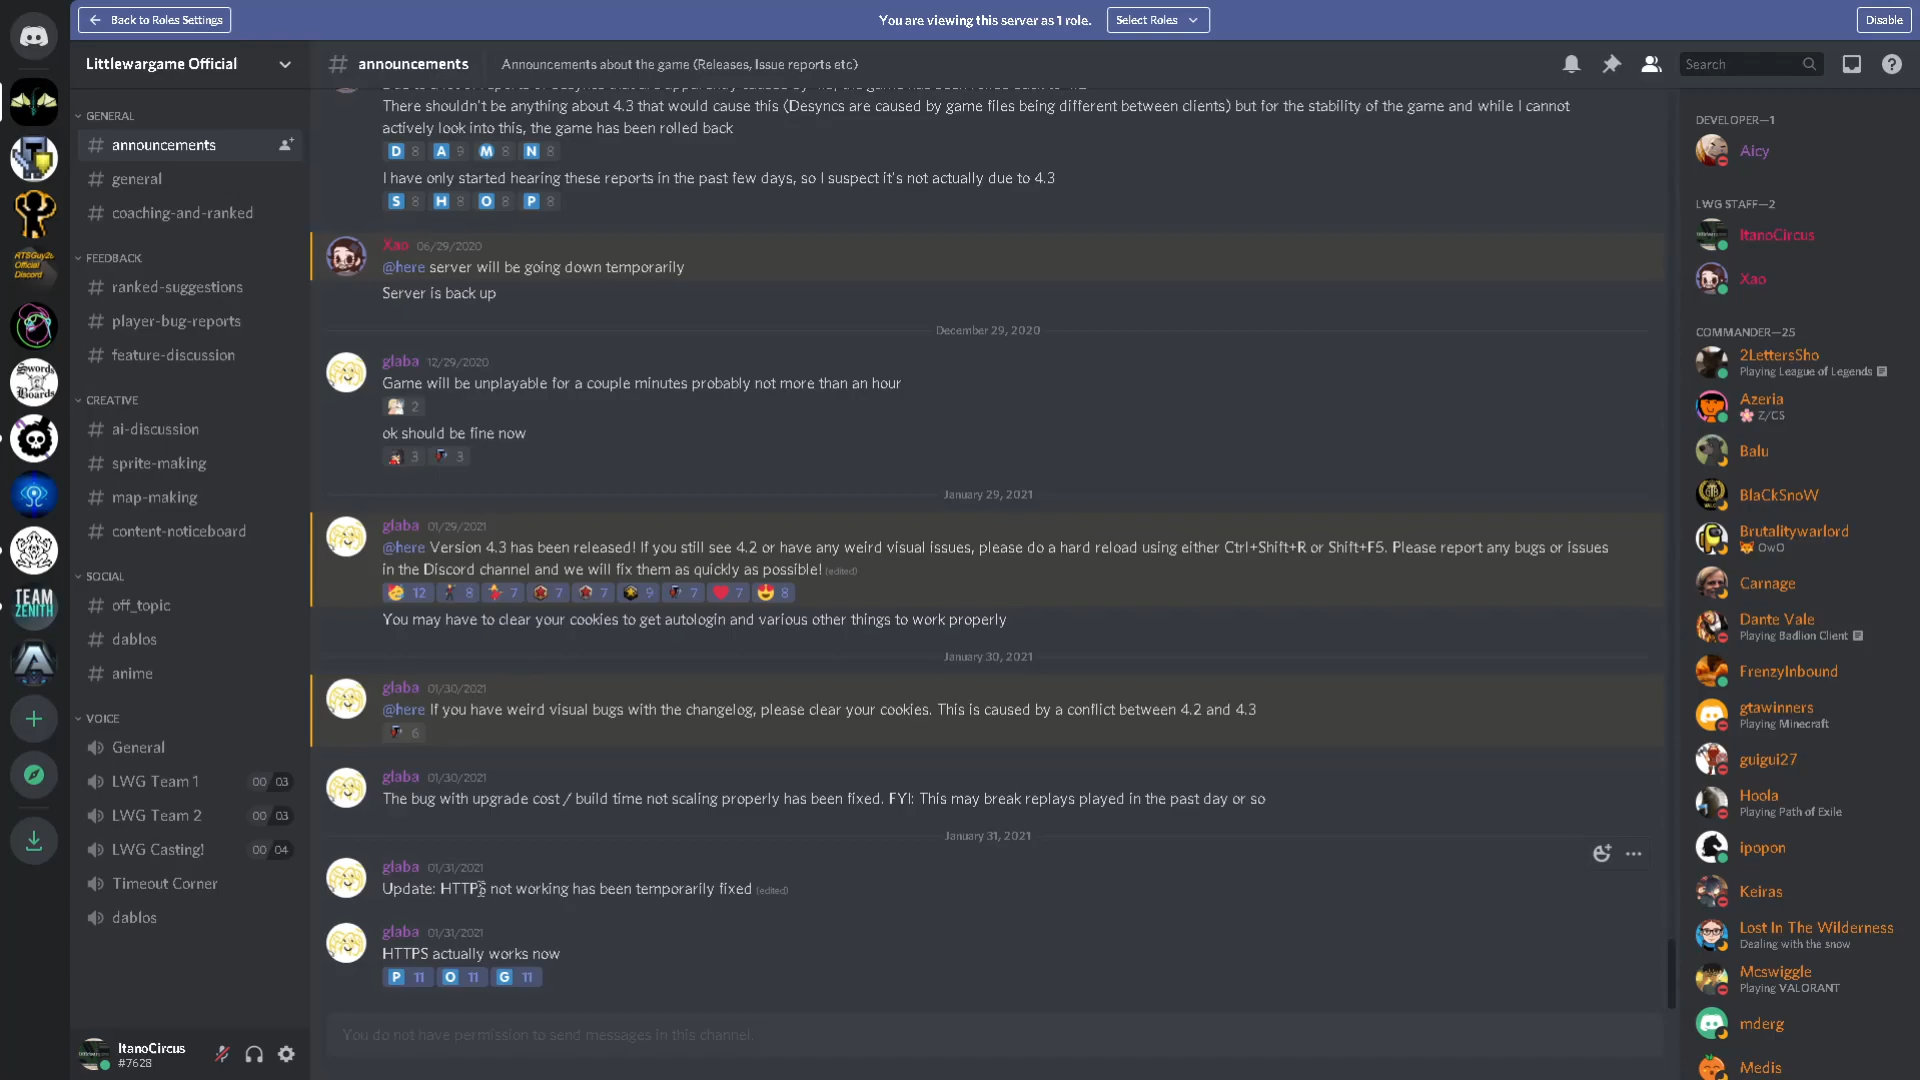 Back to Roles Settings
You are viewing this server as 1 role.
Select Roles
Disable
Littlewargame Official
announcements
Announcements about the game (Releases, Issue reports etc)
Search
GENERAL
announcements
general
coaching-and-ranked
FEEDBACK
ranked-suggestions
player-bug-reports
feature-discussion
CREATIVE
ai-discussion
sprite-making
map-making
content-noticeboard
SOCIAL
off_topic
dablos
anime
VOICE
General
LWG Team 1 00 03
LWG Team 2 00 03
LWG Casting! 00 04
Timeout Corner
dablos
ItanoCircus
#7628
RTSGuy2
Official
Discord
Swords
Boards
TEAM
ZENITH
There shouldn't be anything about 4.3 that would cause this (Desyncs are caused by game files being different between clients) but for the stability of the game and while I cannot
actively look into this, the game has been rolled back
D 8 A 9 M 8 N 8
I have only started hearing these reports in the past few days, so I suspect it's not actually due to 4.3
S 8 H 8 O 8 P 8
Xao 06/29/2020
@here server will be going down temporarily
Server is back up
December 29, 2020
glaba 12/29/2020
Game will be unplayable for a couple minutes probably not more than an hour
2
ok should be fine now
3 3
January 29, 2021
glaba 01/29/2021
@here Version 4.3 has been released! If you still see 4.2 or have any weird visual issues, please do a hard reload using either Ctrl+Shift+R or Shift+F5. Please report any bugs or issues
in the Discord channel and we will fix them as quickly as possible! (edited)
12 8 7 7 7 9 7 7 8
You may have to clear your cookies to get autologin and various other things to work properly
January 30, 2021
glaba 01/30/2021
@here If you have weird visual bugs with the changelog, please clear your cookies. This is caused by a conflict between 4.2 and 4.3
6
glaba 01/30/2021
The bug with upgrade cost / build time not scaling properly has been fixed. FYI: This may break replays played in the past day or so
January 31, 2021
glaba 01/31/2021
Update: HTTPS not working has been temporarily fixed (edited)
glaba 01/31/2021
HTTPS actually works now
P 11 O 11 G 11
You do not have permission to send messages in this channel.
DEVELOPER—1
Aicy
LWG STAFF—2
ItanoCircus
Xao
COMMANDER—25
2LettersSho
Playing League of Legends
Azeria
Z/CS
Balu
BlaCkSnoW
Brutalitywarlord
OwO
Carnage
Dante Vale
Playing Badlion Client
FrenzyInbound
gtawinners
Playing Minecraft
guigui27
Hoola
Playing Path of Exile
ipopon
Keiras
Lost In The Wilderness
Dealing with the snow
Mcswiggle
Playing VALORANT
mderg
Medis